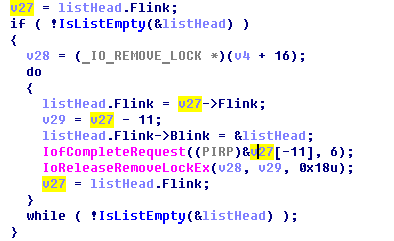 v27 = listHead.Flink;
if ( !IsListEmpty(&listHead) )
{
v28 = (_IO_REMOVE_LOCK *)(v4 + 16);
do
{
listHead.Flink = v27->Flink;
v29 = v27 - 11;
listHead.Flink->Blink = &listHead;
IofCompleteRequest((PIRP)&v27[-11], 6);
IoReleaseRemoveLockEx(v28, v29, 0x18u);
v27 = listHead.Flink;
}
while ( !IsListEmpty(&listHead) );
}